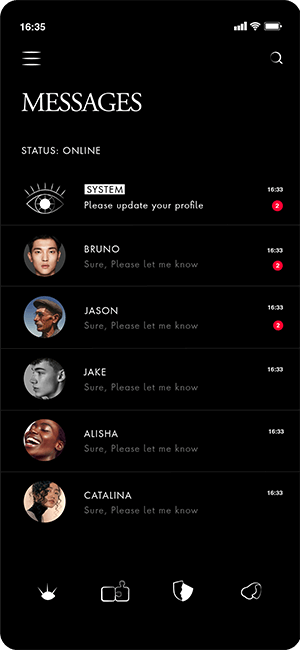 16:35
MESSAGES
STATUS: ONLINE
SYSTEM 16:33
Please update your profile 2
BRUNO 16:33
Sure, Please let me know 2
JASON 16:33
Sure, Please let me know 2
JAKE 16:33
Sure, Please let me know
ALISHA 16:33
Sure, Please let me know
CATALINA 16:33
Sure, Please let me know